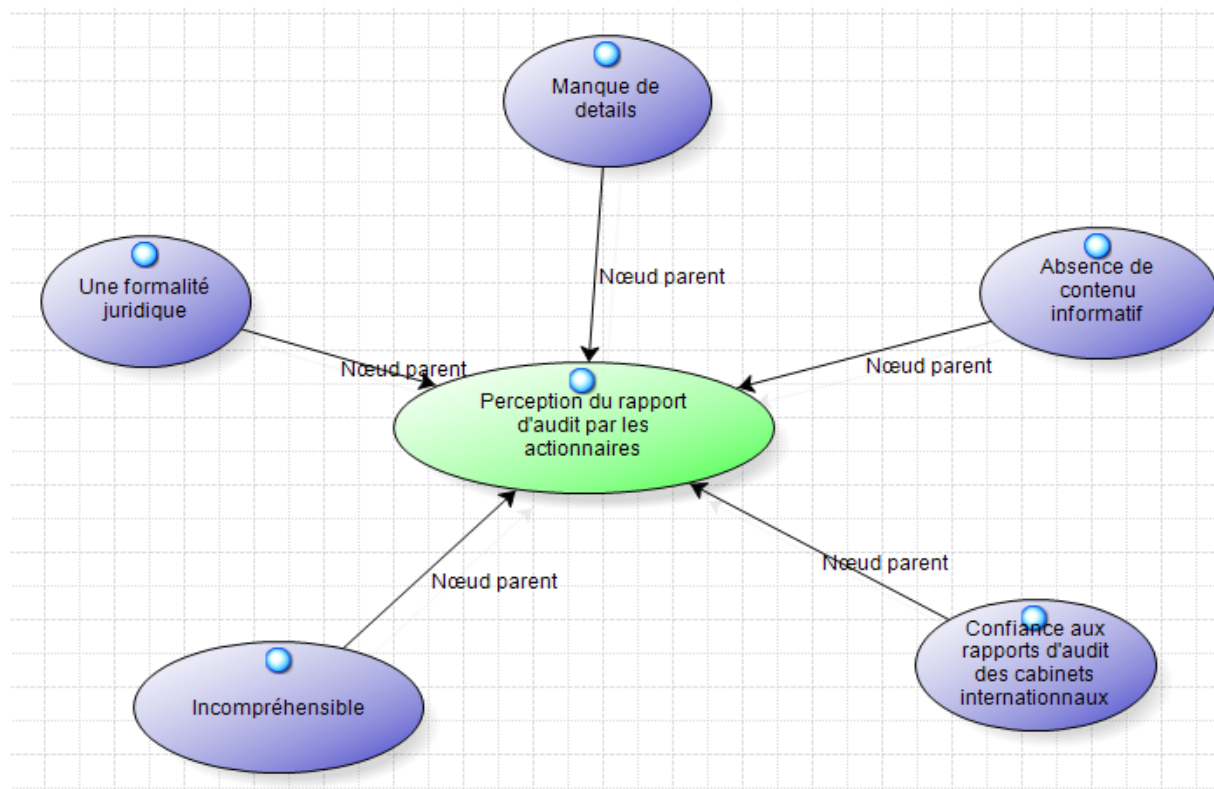 Manque de
details
Nœud parent
Une formalité
juridique
Nœud parent
Absence de
contenu
informatif
Nœud parent
Perception du rapport
d'audit par les
actionnaires
Nœud parent
Incompréhensible
Nœud parent
Confiance aux
rapports d'audit
des cabinets
internationnaux